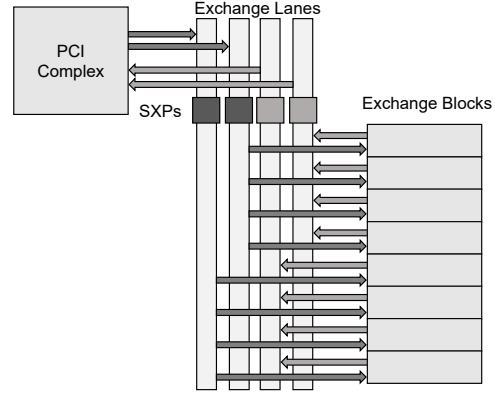 Exchange Lanes
PCI
Complex
SXPs
Exchange Blocks